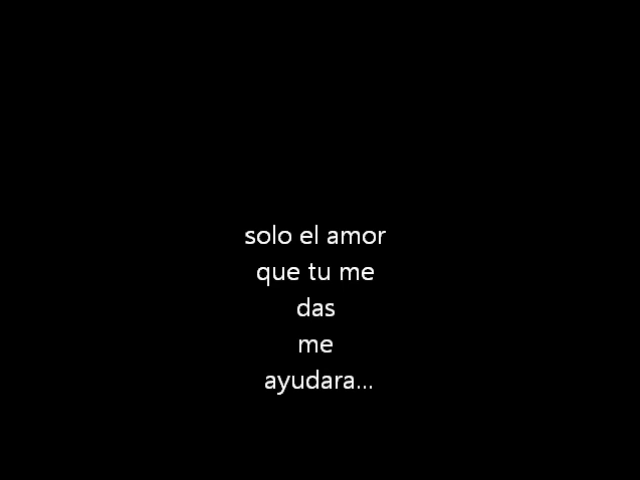 solo el amor
que tu me
das
me
ayudara...